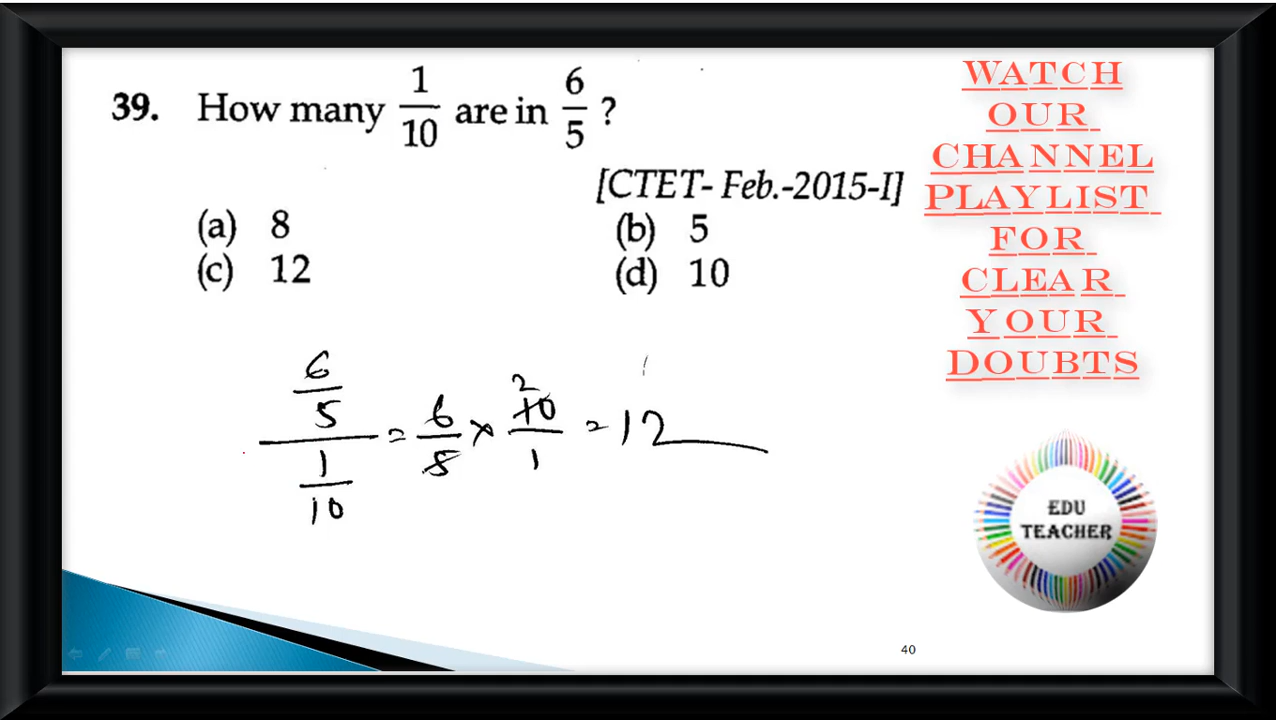 39. How many 1/10 are in 6/5 ?
[CTET- Feb.-2015-I]
(a) 8 (b) 5
(c) 12 (d) 10
6/5 / 1/10 = 6/5 × 10/1 = 12
2
WATCH
OUR
CHANNEL
PLAYLIST
FOR
CLEAR
YOUR
DOUBTS
EDU
TEACHER
40